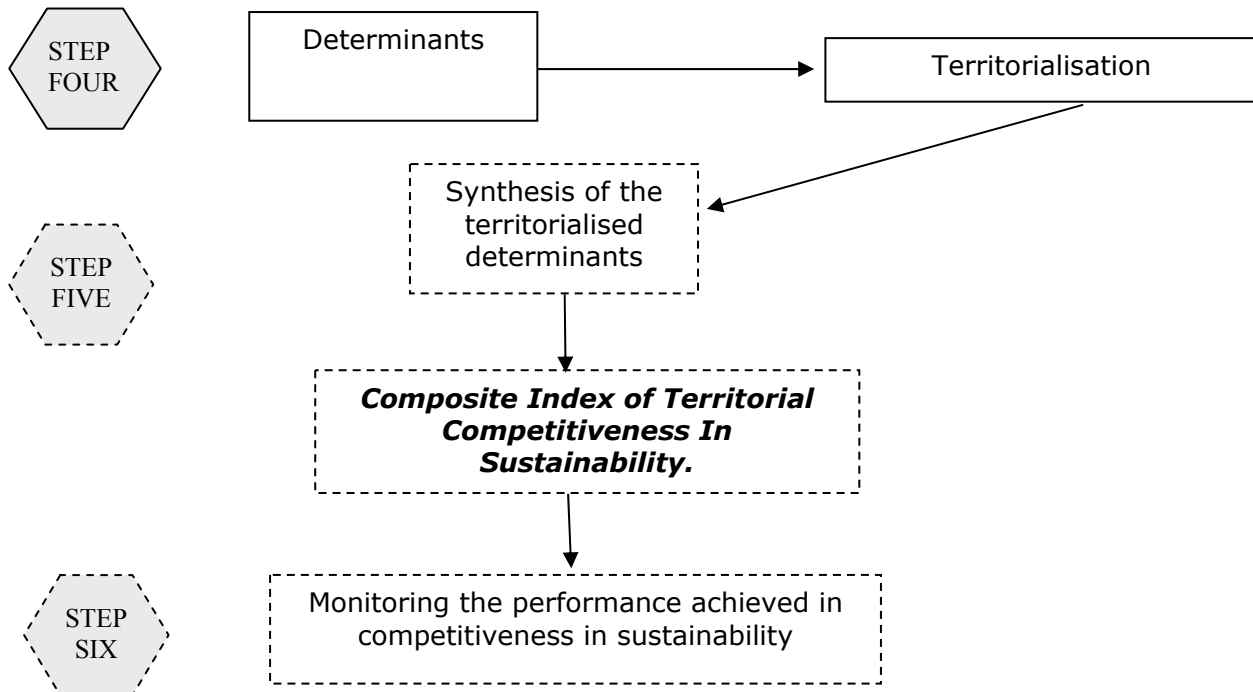 STEP
FOUR
Determinants
Territorialisation
Synthesis of the
territorialised
determinants
STEP
FIVE
Composite Index of Territorial
Competitiveness In
Sustainability.
STEP
SIX
Monitoring the performance achieved in
competitiveness in sustainability